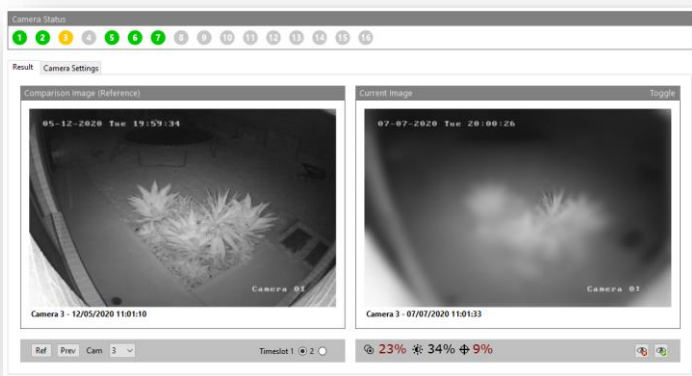 Camera Status
1 2 3 4 5 6 7 8 9 10 11 12 13 14 15 16
Result Camera Settings
Comparison Image (Reference)
05-12-2020 Tue 19:59:34
Camera 01
Camera 3 - 12/05/2020 11:01:10
Ref Prev Cam 3 Timeslot 1 2
Current Image Toggle
07-07-2020 Tue 20:00:26
Camera 01
Camera 3 - 07/07/2020 11:01:33
23% 34% 9%